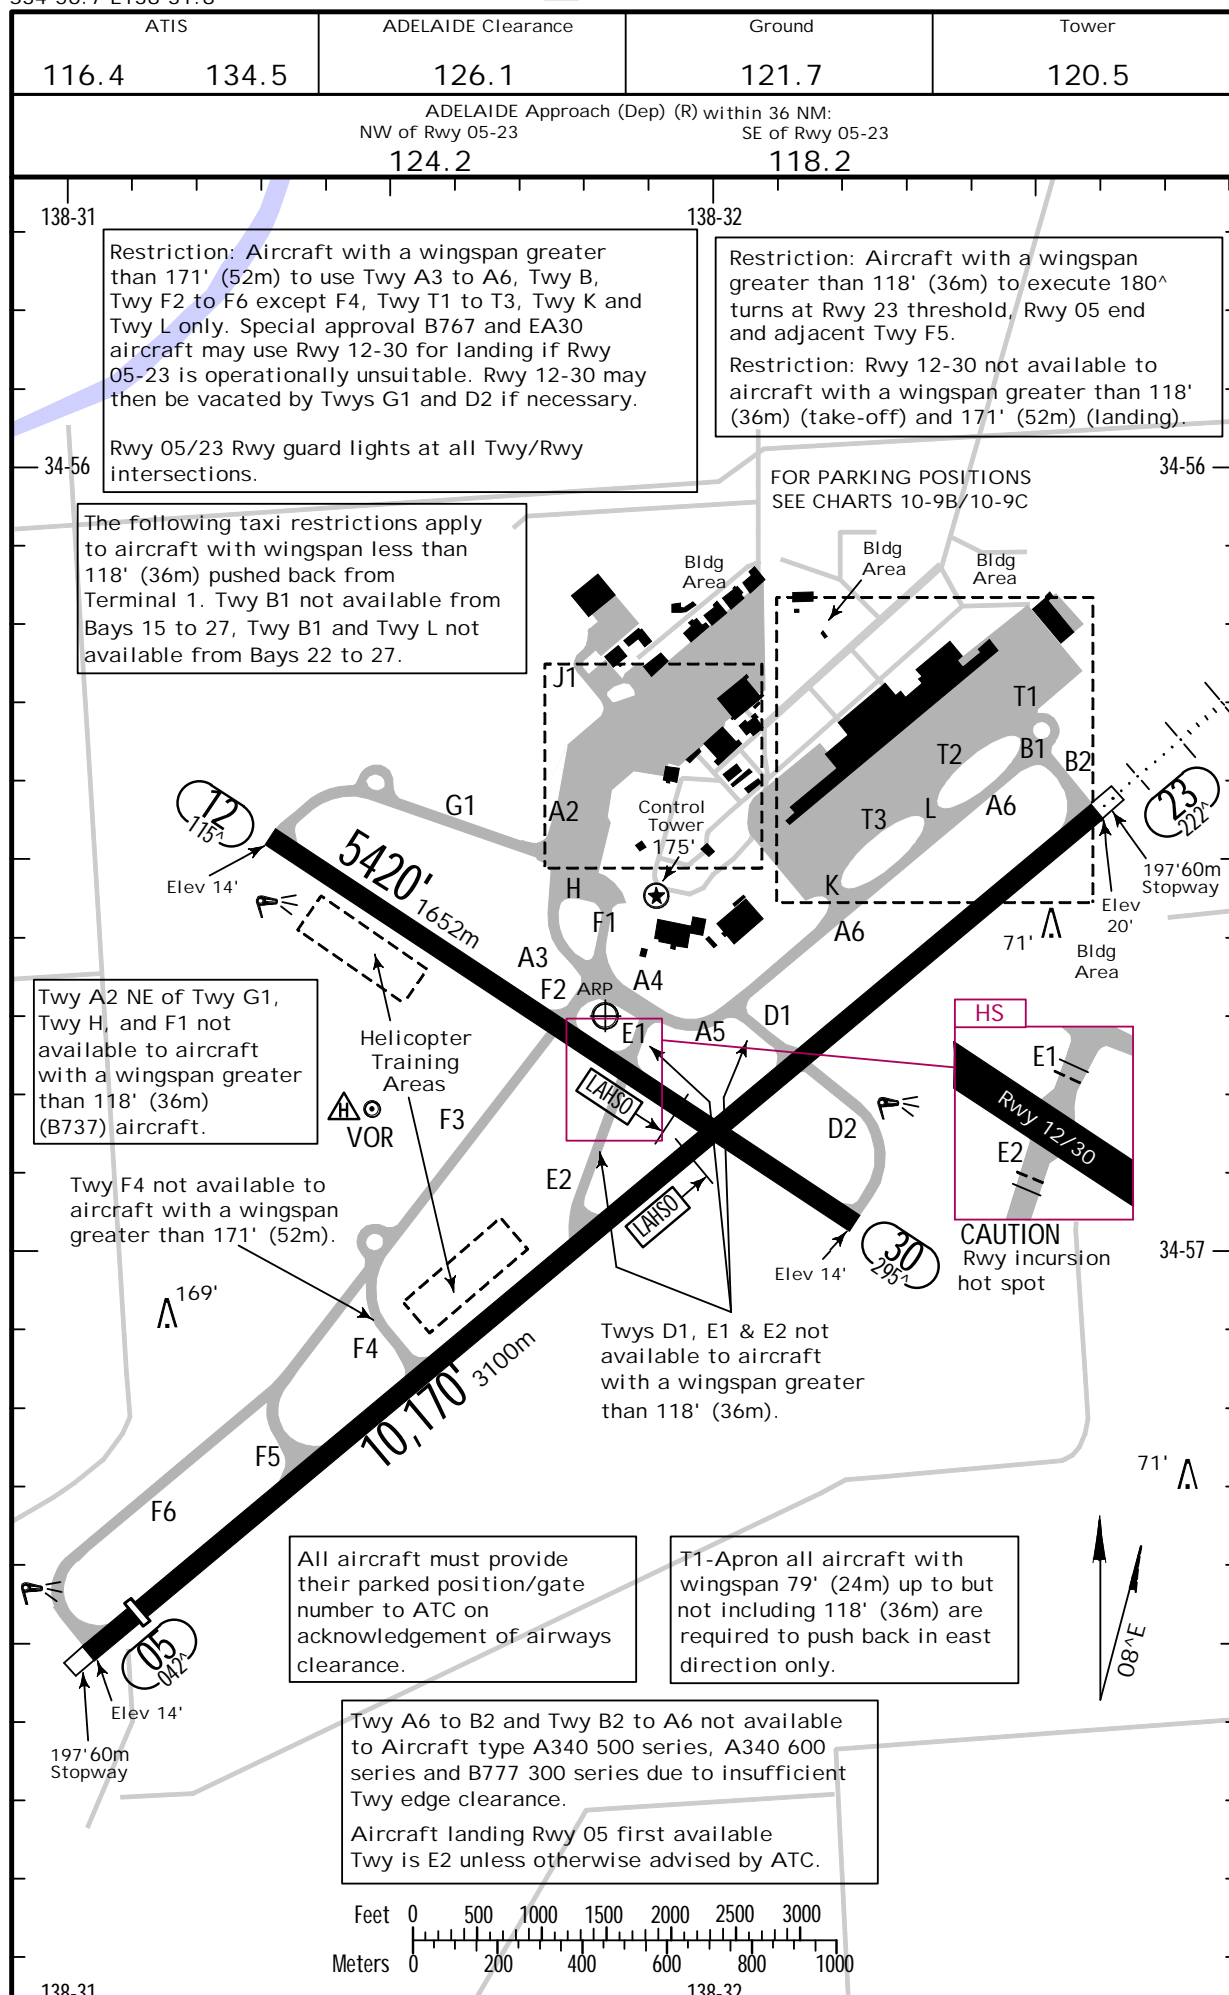 ATIS
116.4 134.5
ADELAIDE Clearance
126.1
Ground
121.7
Tower
120.5
ADELAIDE Approach (Dep) (R) within 36 NM:
NW of Rwy 05-23
124.2
SE of Rwy 05-23
118.2
138-31
138-32
Restriction: Aircraft with a wingspan greater
than 171' (52m) to use Twy A3 to A6, Twy B,
Twy F2 to F6 except F4, Twy T1 to T3, Twy K and
Twy L only. Special approval B767 and EA30
aircraft may use Rwy 12-30 for landing if Rwy
05-23 is operationally unsuitable. Rwy 12-30 may
then be vacated by Twys G1 and D2 if necessary.
Rwy 05/23 Rwy guard lights at all Twy/Rwy
intersections.
Restriction: Aircraft with a wingspan
greater than 118' (36m) to execute 180^
turns at Rwy 23 threshold, Rwy 05 end
and adjacent Twy F5.
Restriction: Rwy 12-30 not available to
aircraft with a wingspan greater than 118'
(36m) (take-off) and 171' (52m) (landing).
34-56
34-56
FOR PARKING POSITIONS
SEE CHARTS 10-9B/10-9C
The following taxi restrictions apply
to aircraft with wingspan less than
118' (36m) pushed back from
Terminal 1. Twy B1 not available from
Bays 15 to 27, Twy B1 and Twy L not
available from Bays 22 to 27.
Bldg
Area
Bldg
Area
Bldg
Area
J1
T1
T2
B1
B2
G1
A2
Control
Tower
175'
T3
L
A6
12
115^
23
222^
5420'
1652m
Elev 14'
197'60m
Stopway
H
F1
K
A6
Elev
20'
71'
Bldg
Area
A3
F2
ARP
A4
Twy A2 NE of Twy G1,
Twy H, and F1 not
available to aircraft
with a wingspan greater
than 118' (36m)
(B737) aircraft.
Helicopter
Training
Areas
E1
A5
D1
HS
E1
Rwy 12/30
E2
CAUTION
Rwy incursion
hot spot
LAHSO
H
VOR
F3
D2
E2
LAHSO
Twy F4 not available to
aircraft with a wingspan
greater than 171' (52m).
30
295^
Elev 14'
34-57
169'
F4
Twys D1, E1 & E2 not
available to aircraft
with a wingspan greater
than 118' (36m).
10,170'
3100m
F5
F6
71'
All aircraft must provide
their parked position/gate
number to ATC on
acknowledgement of airways
clearance.
T1-Apron all aircraft with
wingspan 79' (24m) up to but
not including 118' (36m) are
required to push back in east
direction only.
08^E
05
042^
Elev 14'
197'60m
Stopway
Twy A6 to B2 and Twy B2 to A6 not available
to Aircraft type A340 500 series, A340 600
series and B777 300 series due to insufficient
Twy edge clearance.
Aircraft landing Rwy 05 first available
Twy is E2 unless otherwise advised by ATC.
Feet 0 500 1000 1500 2000 2500 3000
Meters 0 200 400 600 800 1000
138-31
138-32